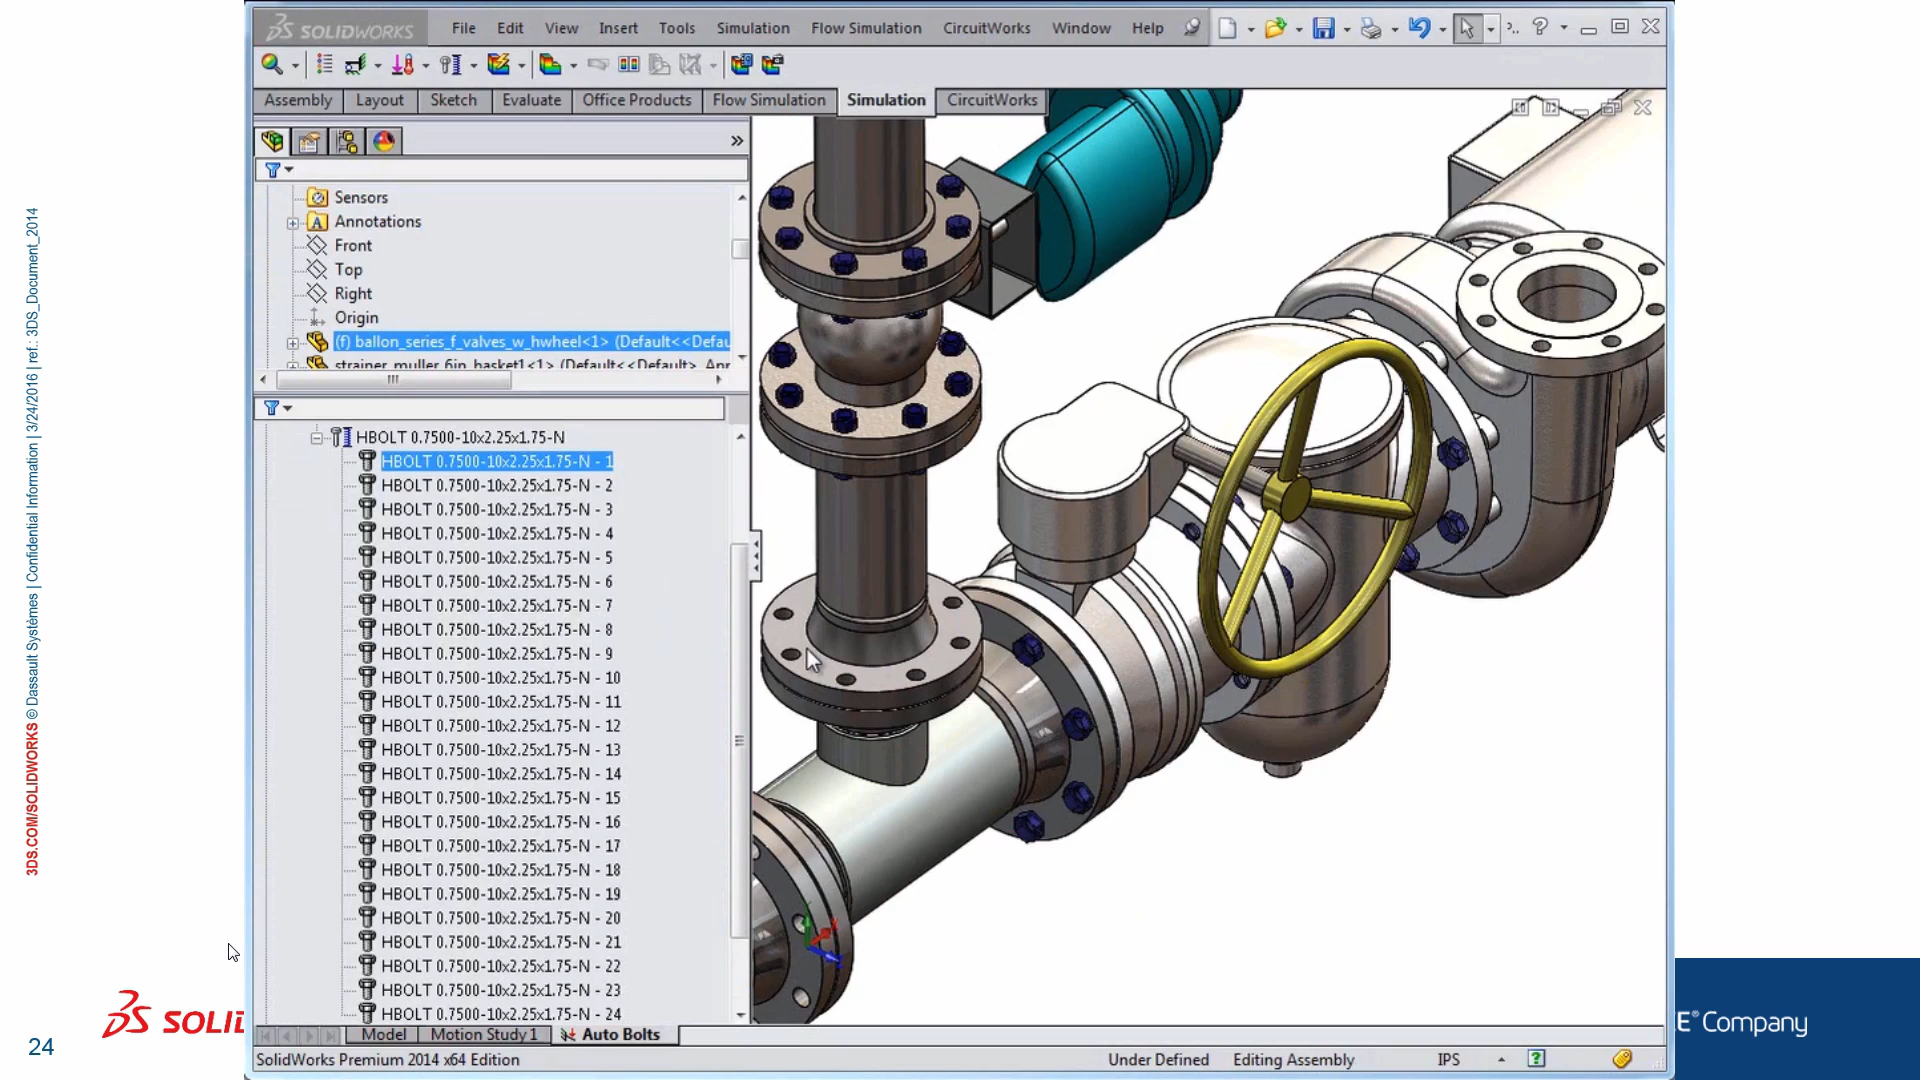 SOLIDWORKS
File Edit View Insert Tools Simulation Flow Simulation CircuitWorks Window Help
Assembly Layout Sketch Evaluate Office Products Flow Simulation Simulation CircuitWorks
Sensors
Annotations
Front
Top
Right
Origin
(f) ballon_series_f_valves_w_hwheel<1> (Default<<Defau
strainer_muller_6in_basket1<1> (Default<<Default>_App
HBOLT 0.7500-10x2.25x1.75-N
HBOLT 0.7500-10x2.25x1.75-N - 1
HBOLT 0.7500-10x2.25x1.75-N - 2
HBOLT 0.7500-10x2.25x1.75-N - 3
HBOLT 0.7500-10x2.25x1.75-N - 4
HBOLT 0.7500-10x2.25x1.75-N - 5
HBOLT 0.7500-10x2.25x1.75-N - 6
HBOLT 0.7500-10x2.25x1.75-N - 7
HBOLT 0.7500-10x2.25x1.75-N - 8
HBOLT 0.7500-10x2.25x1.75-N - 9
HBOLT 0.7500-10x2.25x1.75-N - 10
HBOLT 0.7500-10x2.25x1.75-N - 11
HBOLT 0.7500-10x2.25x1.75-N - 12
HBOLT 0.7500-10x2.25x1.75-N - 13
HBOLT 0.7500-10x2.25x1.75-N - 14
HBOLT 0.7500-10x2.25x1.75-N - 15
HBOLT 0.7500-10x2.25x1.75-N - 16
HBOLT 0.7500-10x2.25x1.75-N - 17
HBOLT 0.7500-10x2.25x1.75-N - 18
HBOLT 0.7500-10x2.25x1.75-N - 19
HBOLT 0.7500-10x2.25x1.75-N - 20
HBOLT 0.7500-10x2.25x1.75-N - 21
HBOLT 0.7500-10x2.25x1.75-N - 22
HBOLT 0.7500-10x2.25x1.75-N - 23
HBOLT 0.7500-10x2.25x1.75-N - 24
Model Motion Study 1 Auto Bolts
SolidWorks Premium 2014 x64 Edition Under Defined Editing Assembly IPS
3DS.COM/SOLIDWORKS © Dassault Systèmes | Confidential Information | 3/24/2016 | ref.: 3DS_Document_2014
SOLI
24
E® Company